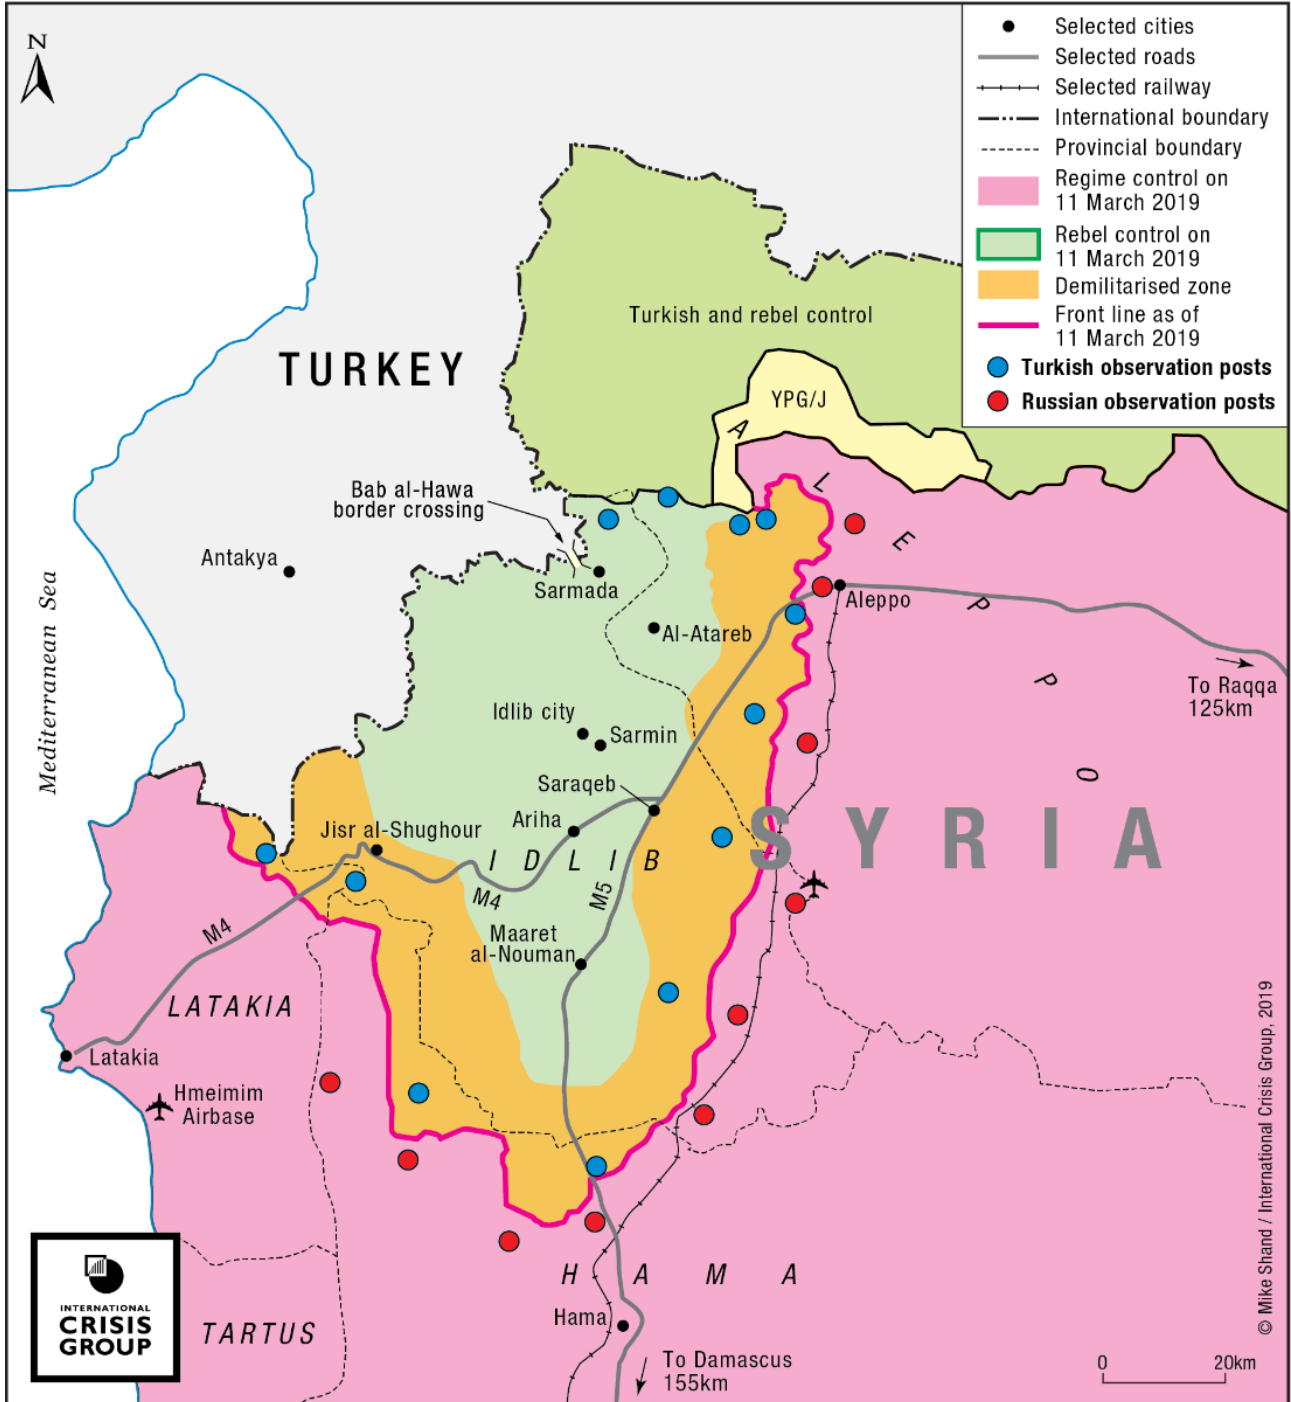 N
Selected cities
Selected roads
Selected railway
International boundary
Provincial boundary
Regime control on
11 March 2019
Rebel control on
11 March 2019
Demilitarised zone
Front line as of
11 March 2019
Turkish observation posts
Russian observation posts
Turkish and rebel control
TURKEY
YPG/J
Bab al-Hawa
border crossing
Antakya
Sarmada
ALEPPO
Aleppo
Al-Atareb
Mediterranean Sea
To Raqqa
125km
Idlib city
Sarmin
Saraqeb
Ariha
Jisr al-Shughour
SYRIA
IDLIB
M4
M5
M4
Maaret
al-Nouman
LATAKIA
Latakia
Hmeimim
Airbase
HAMA
Hama
TARTUS
To Damascus
155km
0 20km
INTERNATIONAL
CRISIS
GROUP
© Mike Shand / International Crisis Group, 2019